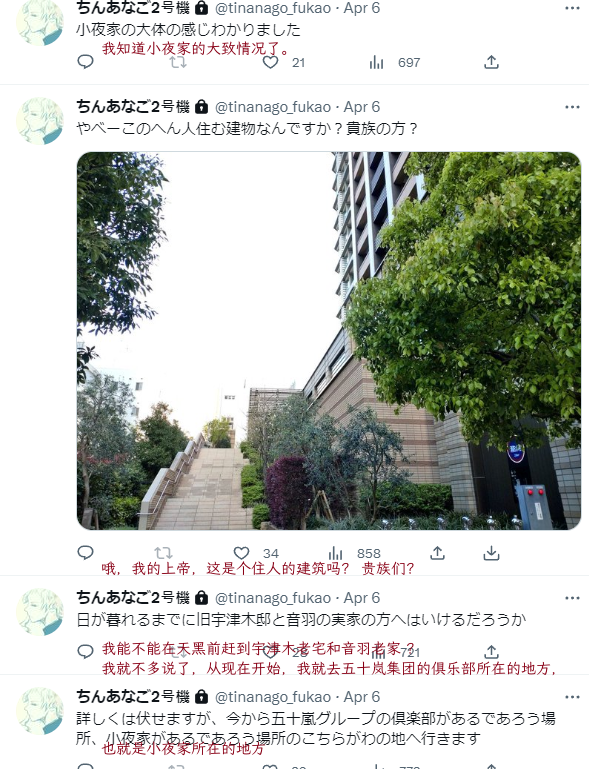 ちんあなご2号機 @tinanago_fukao · Apr 6
小夜家の大体の感じわかりました
我知道小夜家的大致情况了。
21 697
ちんあなご2号機 @tinanago_fukao · Apr 6
やべーこのへん人住む建物なんですか？貴族の方？
34 858
哦，我的上帝，这是个住人的建筑吗？ 贵族们？
ちんあなご2号機 @tinanago_fukao · Apr 6
日が暮れるまでに旧宇津木邸と音羽の実家の方へはいけるだろうか
我能不能在天黑前赶到宇津木老宅和音羽老家？
721
我就不多说了，从现在开始，我就去五十岚集团的俱乐部所在的地方，
ちんあなご2号機 @tinanago_fukao · Apr 6
詳しくは伏せますが、今から五十嵐グループの倶楽部があるであろう場
所、小夜家があるであろう場所のこちらがわの地へ行きます
也就是小夜家所在的地方